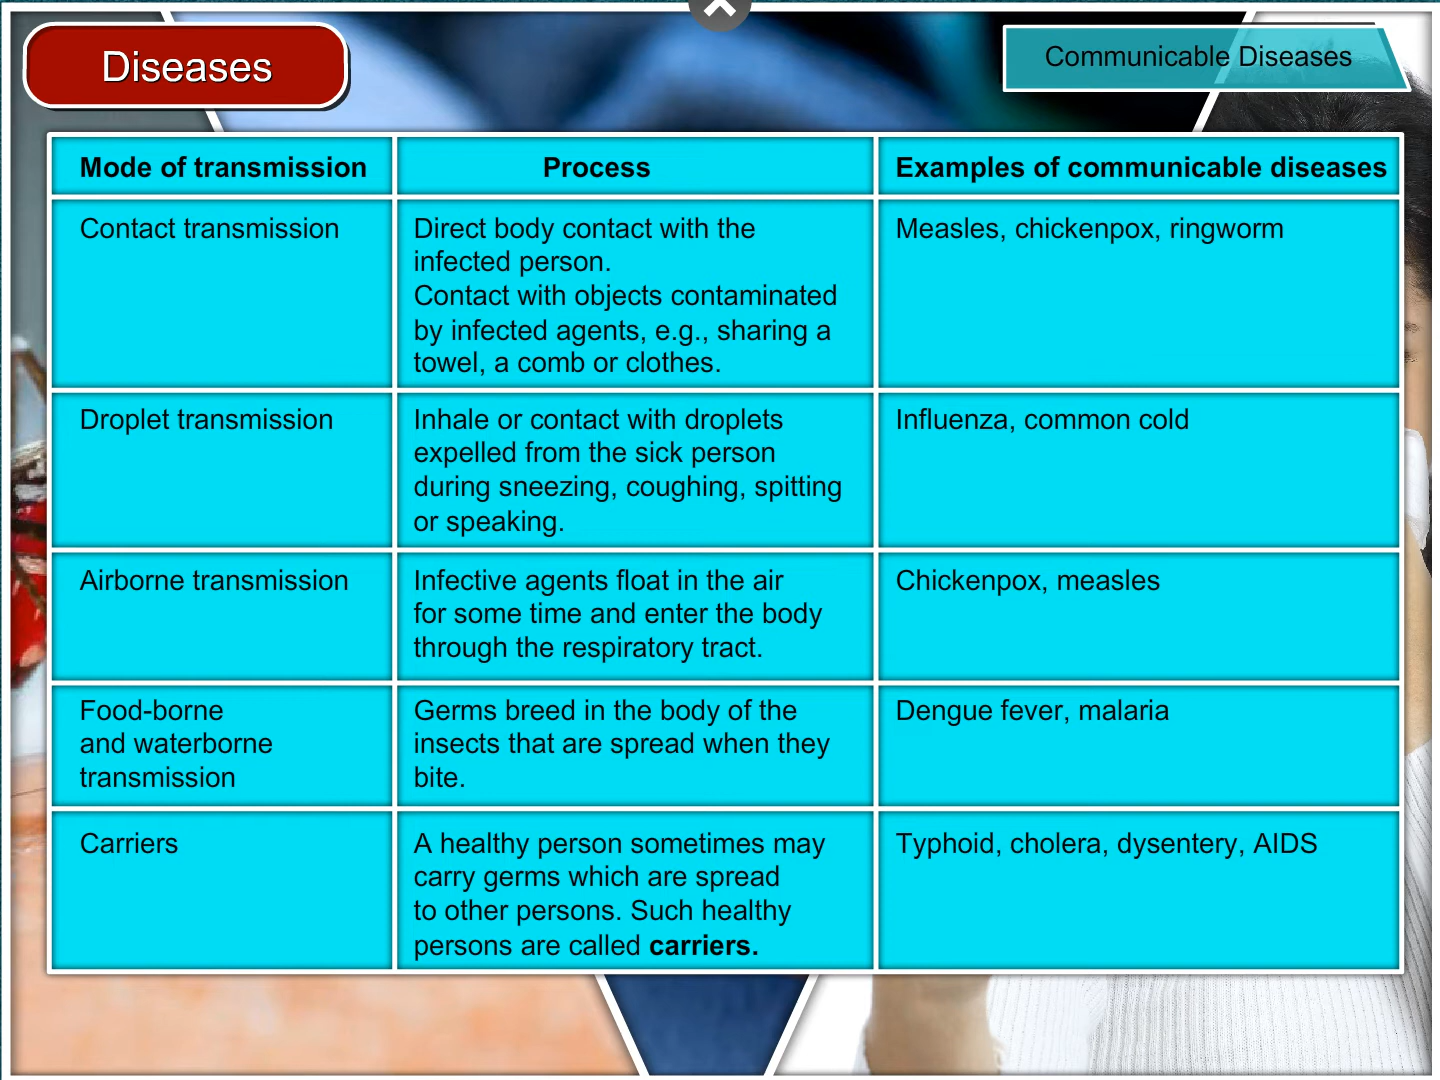 Diseases
Communicable Diseases
Mode of transmission
Process
Examples of communicable diseases
Contact transmission
Direct body contact with the
infected person.
Contact with objects contaminated
by infected agents, e.g., sharing a
towel, a comb or clothes.
Measles, chickenpox, ringworm
Droplet transmission
Inhale or contact with droplets
expelled from the sick person
during sneezing, coughing, spitting
or speaking.
Influenza, common cold
Airborne transmission
Infective agents float in the air
for some time and enter the body
through the respiratory tract.
Chickenpox, measles
Food-borne
and waterborne
transmission
Germs breed in the body of the
insects that are spread when they
bite.
Dengue fever, malaria
Carriers
A healthy person sometimes may
carry germs which are spread
to other persons. Such healthy
persons are called carriers.
Typhoid, cholera, dysentery, AIDS